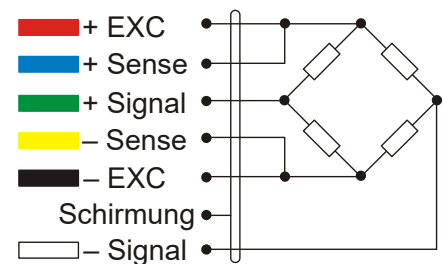 + EXC
+ Sense
+ Signal
– Sense
– EXC
Schirmung
– Signal